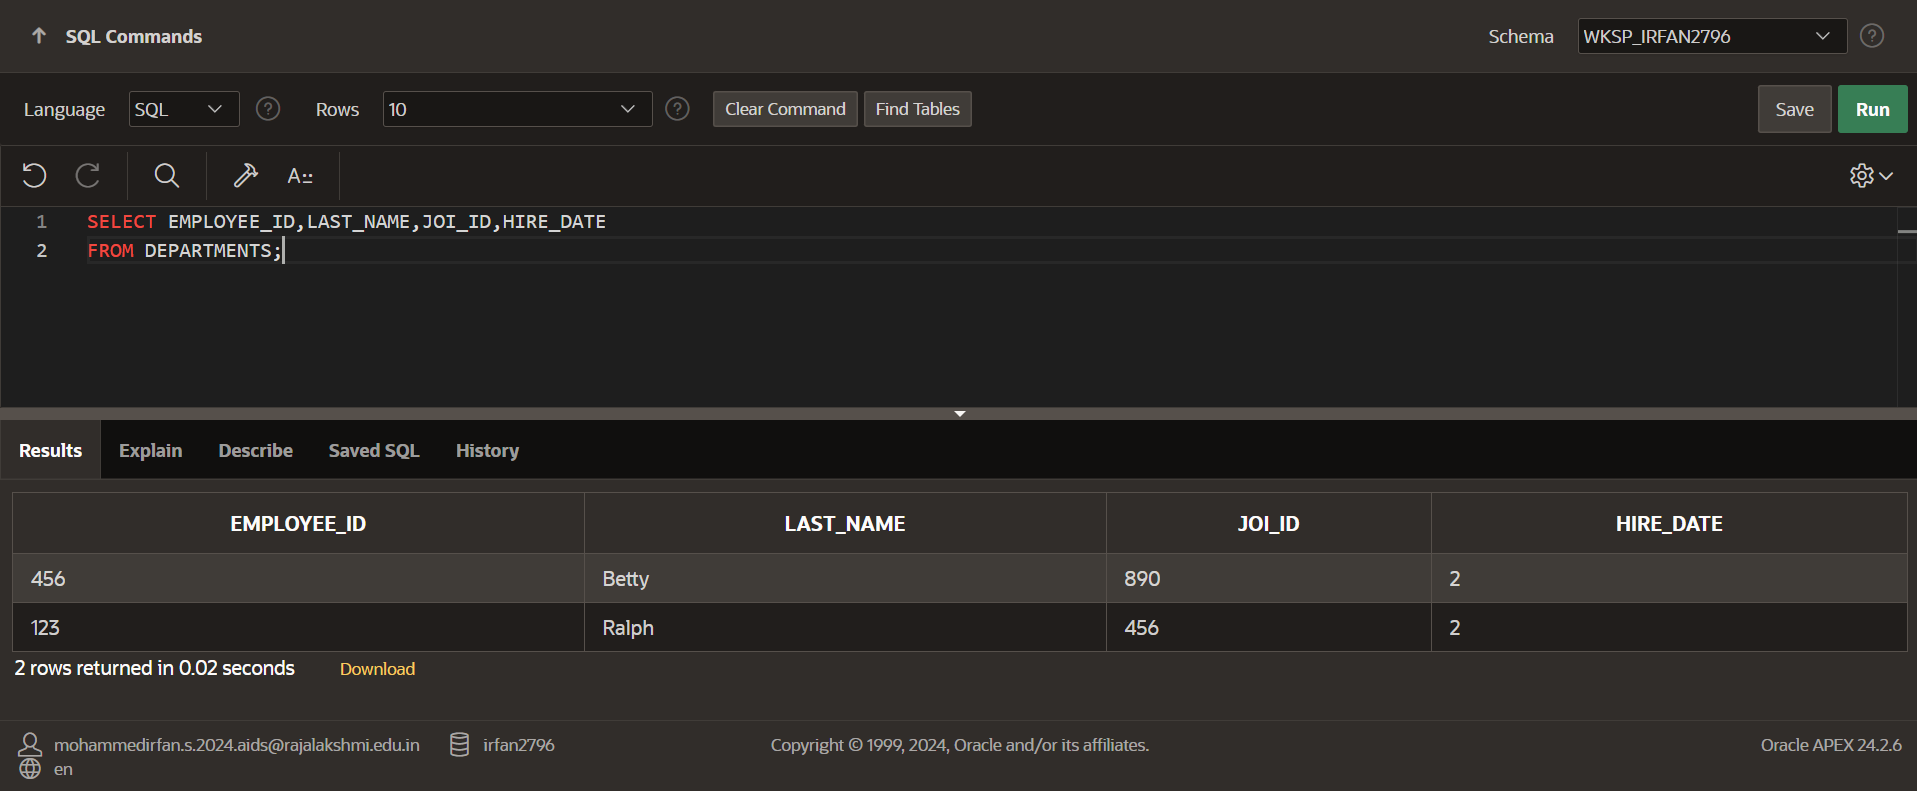 SQL Commands
Schema WKSP_IRFAN2796 ?
Language SQL ? Rows 10 ? Clear Command Find Tables Save Run
A::
1 SELECT EMPLOYEE_ID,LAST_NAME,JOI_ID,HIRE_DATE
2 FROM DEPARTMENTS;
Results Explain Describe Saved SQL History
EMPLOYEE_ID LAST_NAME JOI_ID HIRE_DATE
456 Betty 890 2
123 Ralph 456 2
2 rows returned in 0.02 seconds Download
mohammedirfan.s.2024.aids@rajalakshmi.edu.in irfan2796 Copyright © 1999, 2024, Oracle and/or its affiliates. Oracle APEX 24.2.6
en